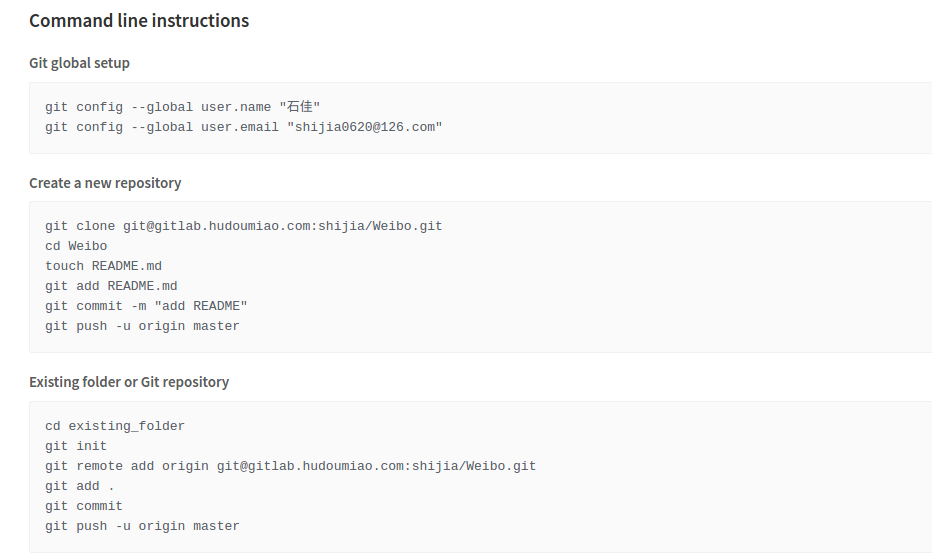 Command line instructions
Git global setup
git config --global user.name "石佳"
git config --global user.email "shijia0620@126.com"
Create a new repository
git clone git@gitlab.hudoumiao.com:shijia/Weibo.git
cd Weibo
touch README.md
git add README.md
git commit -m "add README"
git push -u origin master
Existing folder or Git repository
cd existing_folder
git init
git remote add origin git@gitlab.hudoumiao.com:shijia/Weibo.git
git add .
git commit
git push -u origin master